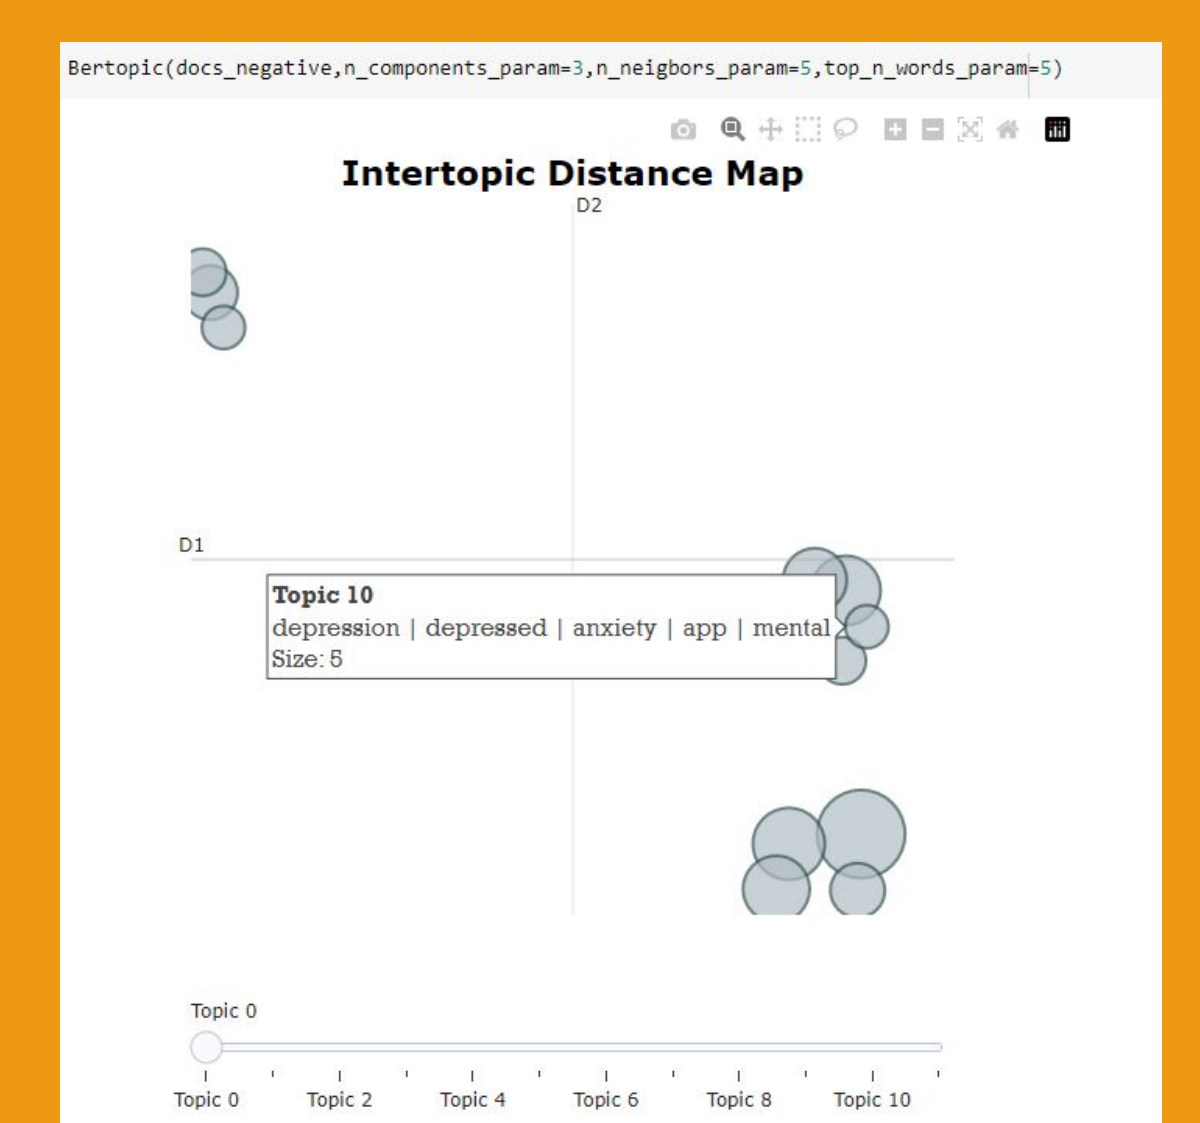 Bertopic(docs_negative,n_components_param=3,n_neigbors_param=5,top_n_words_param=5)
Intertopic Distance Map
D2
D1
Topic 10
depression | depressed | anxiety | app | mental
Size: 5
Topic 0
Topic 0 Topic 2 Topic 4 Topic 6 Topic 8 Topic 10